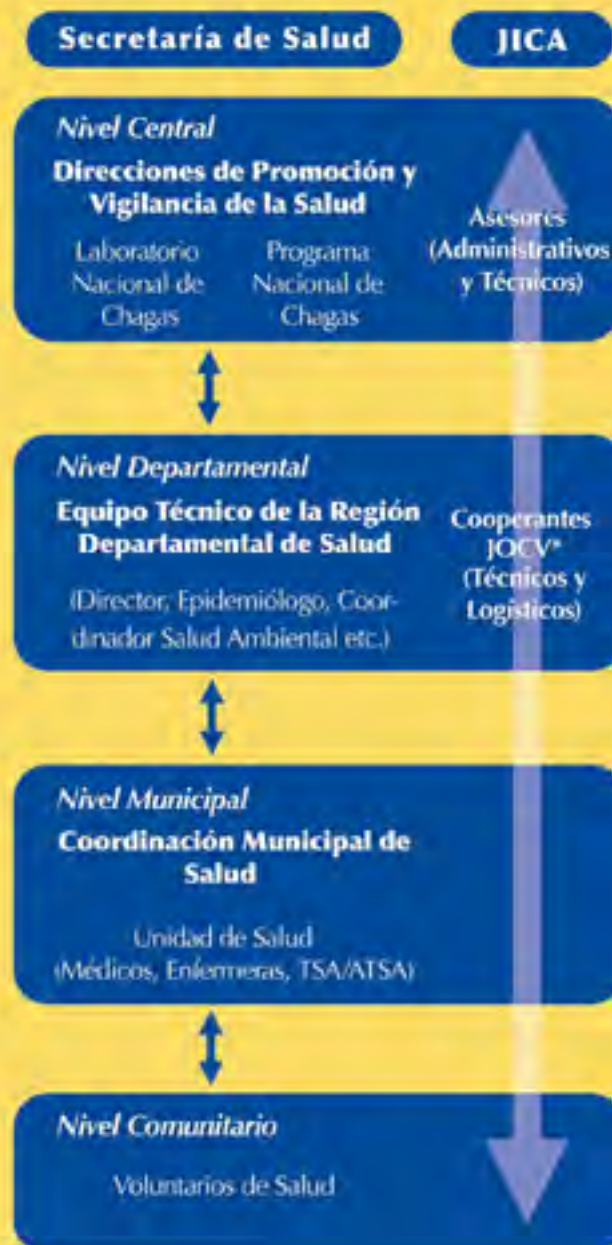 Secretaría de Salud
JICA
Nivel Central
Direcciones de Promoción y
Vigilancia de la Salud
Laboratorio
Nacional de
Chagas
Programa
Nacional de
Chagas
Asesores
(Administrativos
y Técnicos)
Nivel Departamental
Equipo Técnico de la Región
Departamental de Salud
(Director, Epidemiólogo, Coor-
dinador Salud Ambiental etc.)
Cooperantes
JOCV*
(Técnicos y
Logísticos)
Nivel Municipal
Coordinación Municipal de
Salud
Unidad de Salud
(Médicos, Enfermeras, TSA/ATSA)
Nivel Comunitario
Voluntarios de Salud